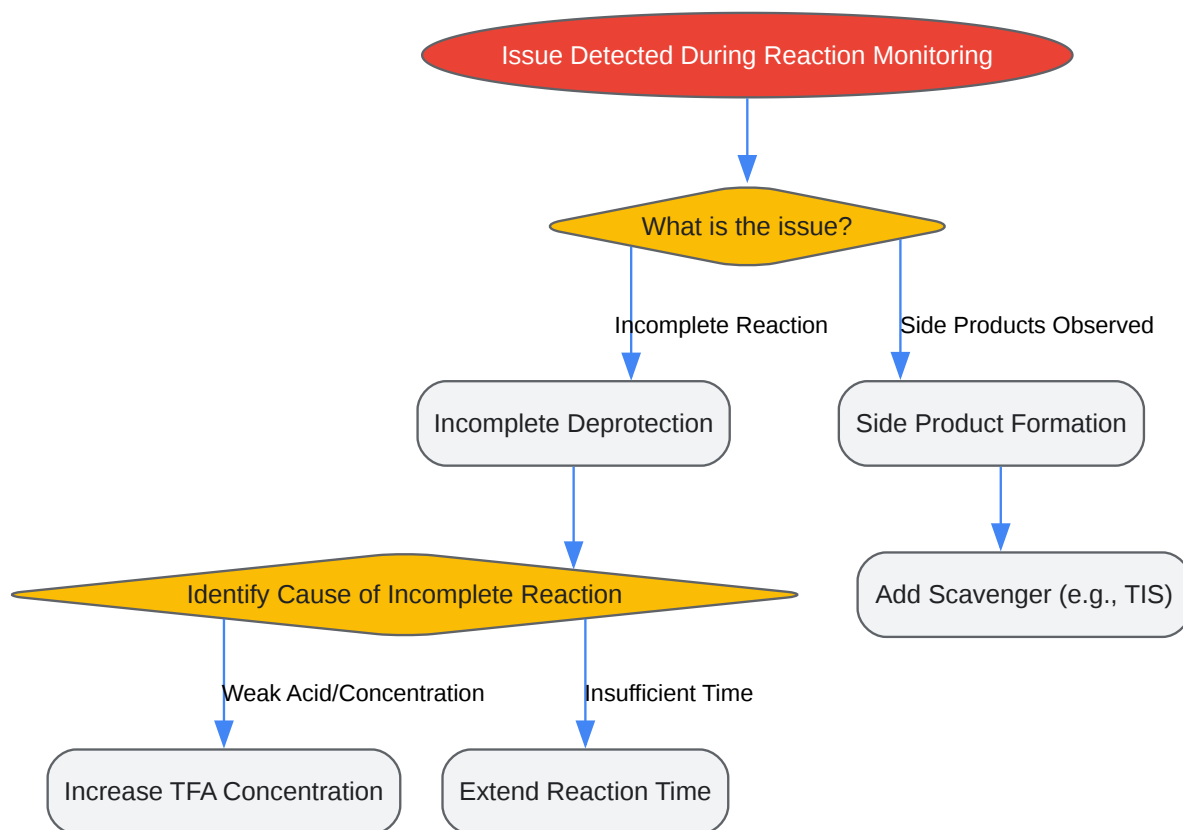 Issue Detected During Reaction Monitoring
What is the issue?
Incomplete Reaction
Side Products Observed
Incomplete Deprotection
Side Product Formation
Identify Cause of Incomplete Reaction
Add Scavenger (e.g., TIS)
Weak Acid/Concentration
Insufficient Time
Increase TFA Concentration
Extend Reaction Time